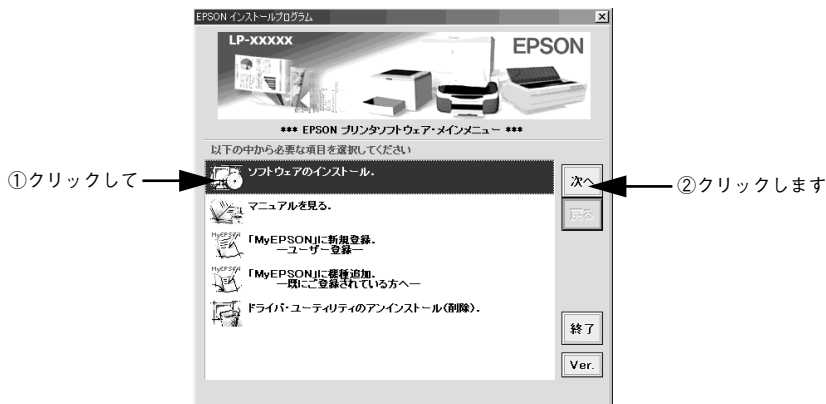 EPSON インストールプログラム
LP-XXXXX
EPSON
*** EPSON プリンタソフトウェア・メインメニュー ***
以下の中から必要な項目を選択してください
①クリックして
ソフトウェアのインストール.
次へ
②クリックします
マニュアルを見る.
戻る
MyEPSON
「MyEPSON」に新規登録.
―ユーザー登録―
MyEPSON
「MyEPSON」に機種追加.
―既にご登録されている方へ―
ドライバ・ユーティリティのアンインストール(削除).
終了
Ver.